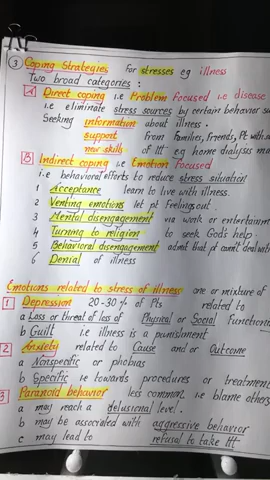 ③ Coping Strategies for stresses eg illness
Two broad categories:
A Direct coping i.e Problem Focused i.e disease
i.e eliminate stress sources by certain behavior su
Seeking information about illness.
support from Families, friends, Pt with
new skills of ttt eg home dialysis ma
B Indirect coping i.e Emotion Focused
i.e behavioral efforts to reduce stress situation
1 Acceptance learn to live with illness.
2 Venting emotions let pt Feelings out.
3 Mental disengagement via work or entertain
4 Turning to religion to seek God's help.
5 Behavioral disengagement admit that pt can't deal wit
6 Denial of illness
Emotions related to stress of illness one or mixture of
1 Depression 20-30 % of Pts related to
a Loss or threat of loss of Physical or Social Function
b Guilt i.e illness is a punishment
2 Anxiety related to Cause and or Outcome
a Nonspecific or phobias
b Specific i.e towards procedures or treatmen
3 Paranoid behavior less common i.e blame others
a may reach a delusional level.
b may be associated with aggressive behavior
c may lead to refusal to take ttt